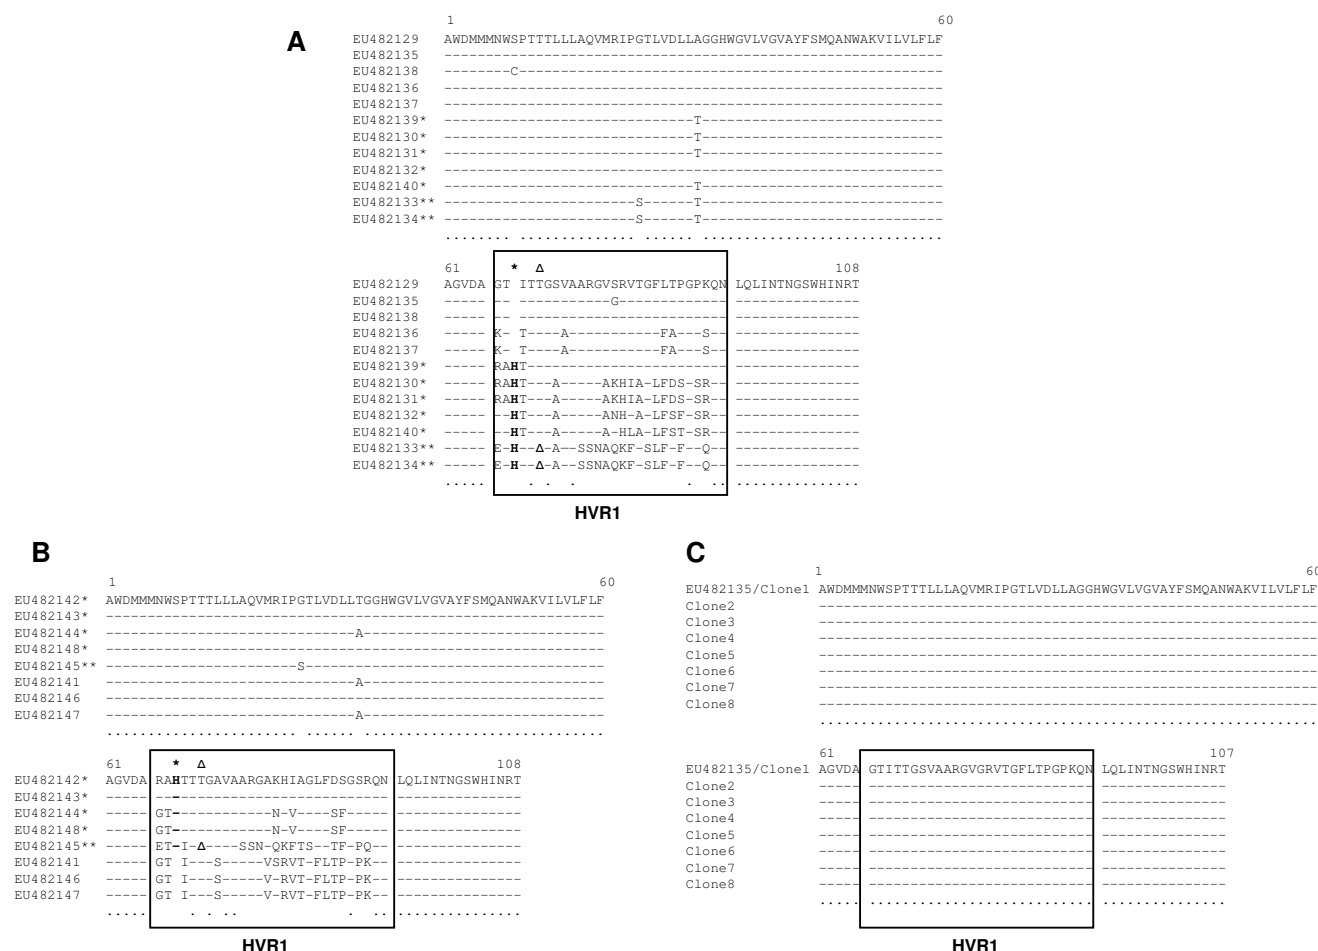 A
1 60
EU482129 AWDMMMNWSPTTTLLLAQVMRIPGTLVDLLAGGHWGVLVGVAYFSMQANWAKVILVLFLF
EU482135 ------------------------------------------------------------
EU482138 --------C---------------------------------------------------
EU482136 ------------------------------------------------------------
EU482137 ------------------------------------------------------------
EU482139* ------------------------------T-----------------------------
EU482130* ------------------------------T-----------------------------
EU482131* ------------------------------T-----------------------------
EU482132* ------------------------------------------------------------
EU482140* ------------------------------T-----------------------------
EU482133** -----------------------S------T-----------------------------
EU482134** -----------------------S------T-----------------------------
........ .............. ...... .............................
61 * Δ 108
EU482129 AGVDA GT ITTGSVAARGVSRVTGFLTPGPKQN LQLINTNGSWHINRT
EU482135 ----- -- -----------G------------- ---------------
EU482138 ----- -- ------------------------- ---------------
EU482136 ----- K- T----A-----------FA---S-- ---------------
EU482137 ----- K- T----A-----------FA---S-- ---------------
EU482139* ----- RAHT------------------------ ---------------
EU482130* ----- RAHT---A-----AKHIA-LFDS-SR-- ---------------
EU482131* ----- RAHT---A-----AKHIA-LFDS-SR-- ---------------
EU482132* ----- --HT---A-----ANH-A-LFSF-SR-- ---------------
EU482140* ----- --HT---A-----A-HLA-LFST-SR-- ---------------
EU482133** ----- E-H--Δ-A--SSNAQKF-SLF-F--Q-- ---------------
EU482134** ----- E-H--Δ-A--SSNAQKF-SLF-F--Q-- ---------------
..... . . . . .. ...............
HVR1
B
1 60
EU482142* AWDMMMNWSPTTTLLLAQVMRIPGTLVDLLTGGHWGVLVGVAYFSMQANWAKVILVLFLF
EU482143* ------------------------------------------------------------
EU482144* ------------------------------A-----------------------------
EU482148* ------------------------------------------------------------
EU482145** -----------------------S------------------------------------
EU482141 ------------------------------A-----------------------------
EU482146 ------------------------------------------------------------
EU482147 ------------------------------A-----------------------------
....................... ...... .............................
61 * Δ 108
EU482142* AGVDA RAHTTTGAVAARGAKHIAGLFDSGSRQN LQLINTNGSWHINRT
EU482143* ----- ---------------------------- ---------------
EU482144* ----- GT------------N-V----SF----- ---------------
EU482148* ----- GT------------N-V----SF----- ---------------
EU482145** ----- ET-I-Δ----SSN-QKFTS--TF-PQ-- ---------------
EU482141 ----- GT I---S-----VSRVT-FLTP-PK-- ---------------
EU482146 ----- GT I---S-----V-RVT-FLTP-PK-- ---------------
EU482147 ----- GT I---S-----V-RVT-FLTP-PK-- ---------------
..... . . .. . .. ...............
HVR1
C
1 60
EU482135/Clone1 AWDMMMNWSPTTTLLLAQVMRIPGTLVDLLAGGHWGVLVGVAYFSMQANWAKVILVLFLF
Clone2 ------------------------------------------------------------
Clone3 ------------------------------------------------------------
Clone4 ------------------------------------------------------------
Clone5 ------------------------------------------------------------
Clone6 ------------------------------------------------------------
Clone7 ------------------------------------------------------------
Clone8 ------------------------------------------------------------
............................................................
61 107
EU482135/Clone1 AGVDA GTITTGSVAARGVGRVTGFLTPGPKQN LQLINTNGSWHINRT
Clone2 ----- --------------------------- ---------------
Clone3 ----- --------------------------- ---------------
Clone4 ----- --------------------------- ---------------
Clone5 ----- --------------------------- ---------------
Clone6 ----- --------------------------- ---------------
Clone7 ----- --------------------------- ---------------
Clone8 ----- --------------------------- ---------------
..... ........................... ...............
HVR1